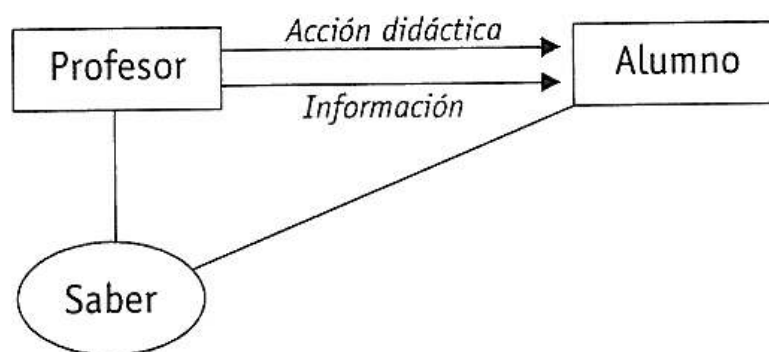 Acción didáctica
Profesor
Alumno
Información
Saber